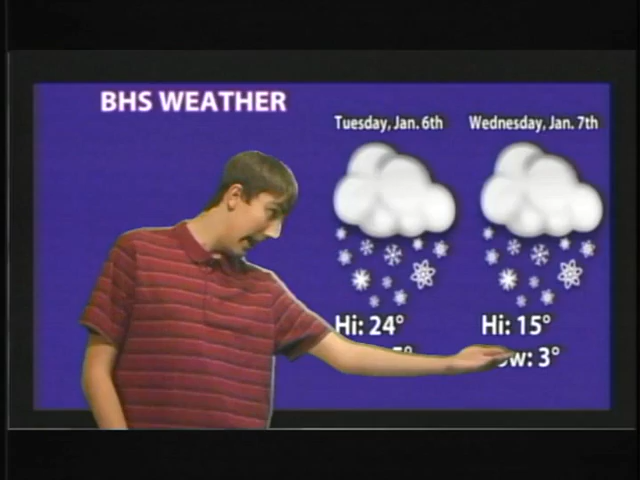 BHS WEATHER
Tuesday, Jan. 6th Wednesday, Jan. 7th
Hi: 24° Hi: 15°
3°